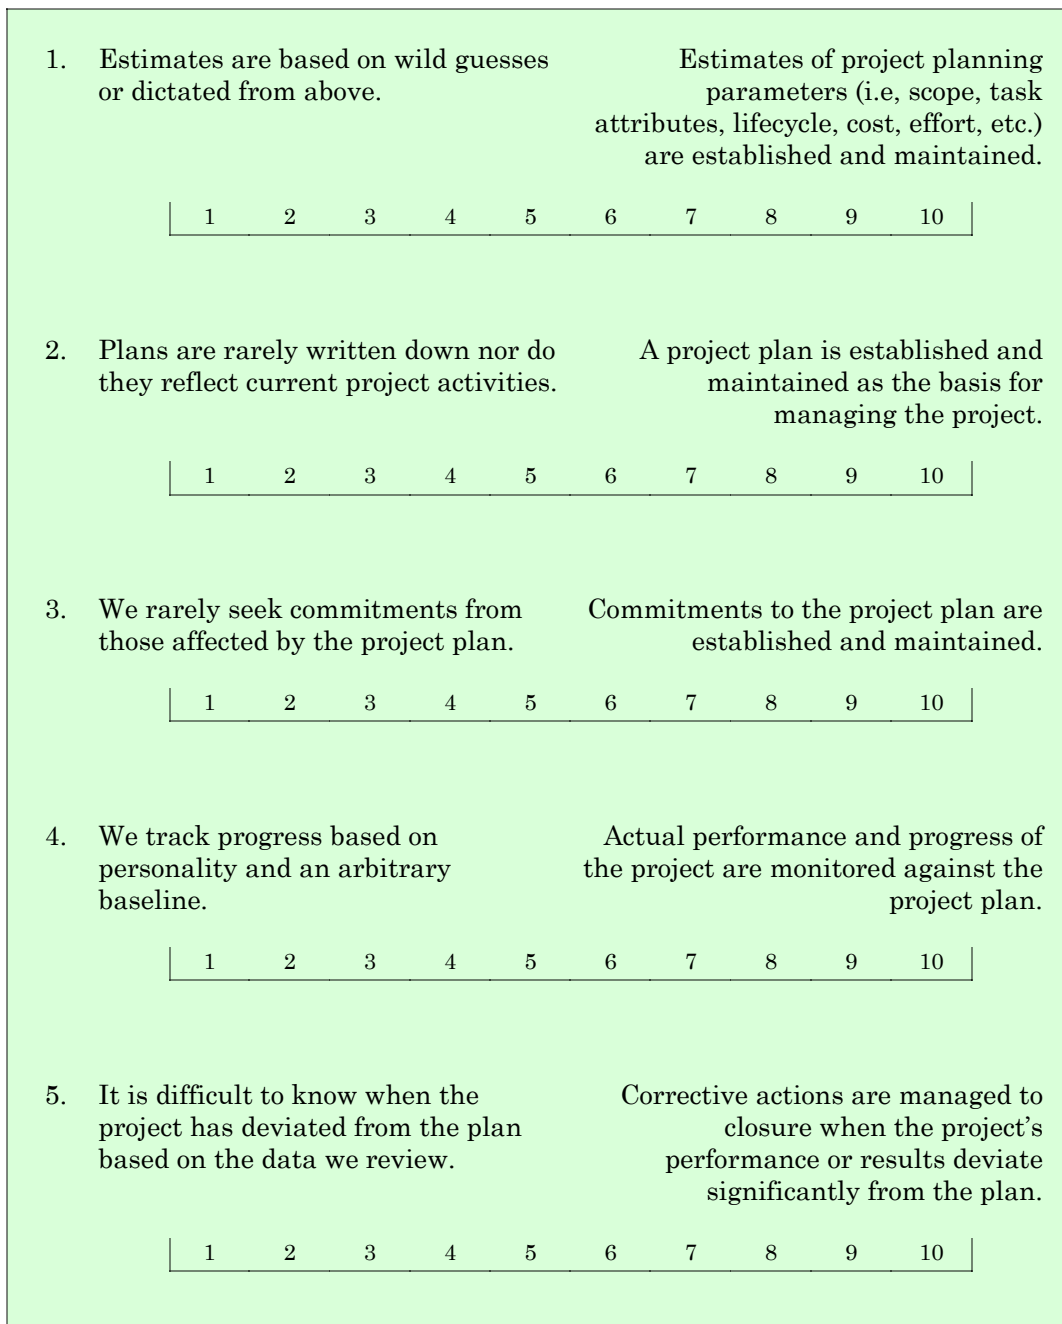 1. Estimates are based on wild guesses
or dictated from above.
Estimates of project planning
parameters (i.e, scope, task
attributes, lifecycle, cost, effort, etc.)
are established and maintained.
1 2 3 4 5 6 7 8 9 10
2. Plans are rarely written down nor do
they reflect current project activities.
A project plan is established and
maintained as the basis for
managing the project.
1 2 3 4 5 6 7 8 9 10
3. We rarely seek commitments from
those affected by the project plan.
Commitments to the project plan are
established and maintained.
1 2 3 4 5 6 7 8 9 10
4. We track progress based on
personality and an arbitrary
baseline.
Actual performance and progress of
the project are monitored against the
project plan.
1 2 3 4 5 6 7 8 9 10
5. It is difficult to know when the
project has deviated from the plan
based on the data we review.
Corrective actions are managed to
closure when the project’s
performance or results deviate
significantly from the plan.
1 2 3 4 5 6 7 8 9 10